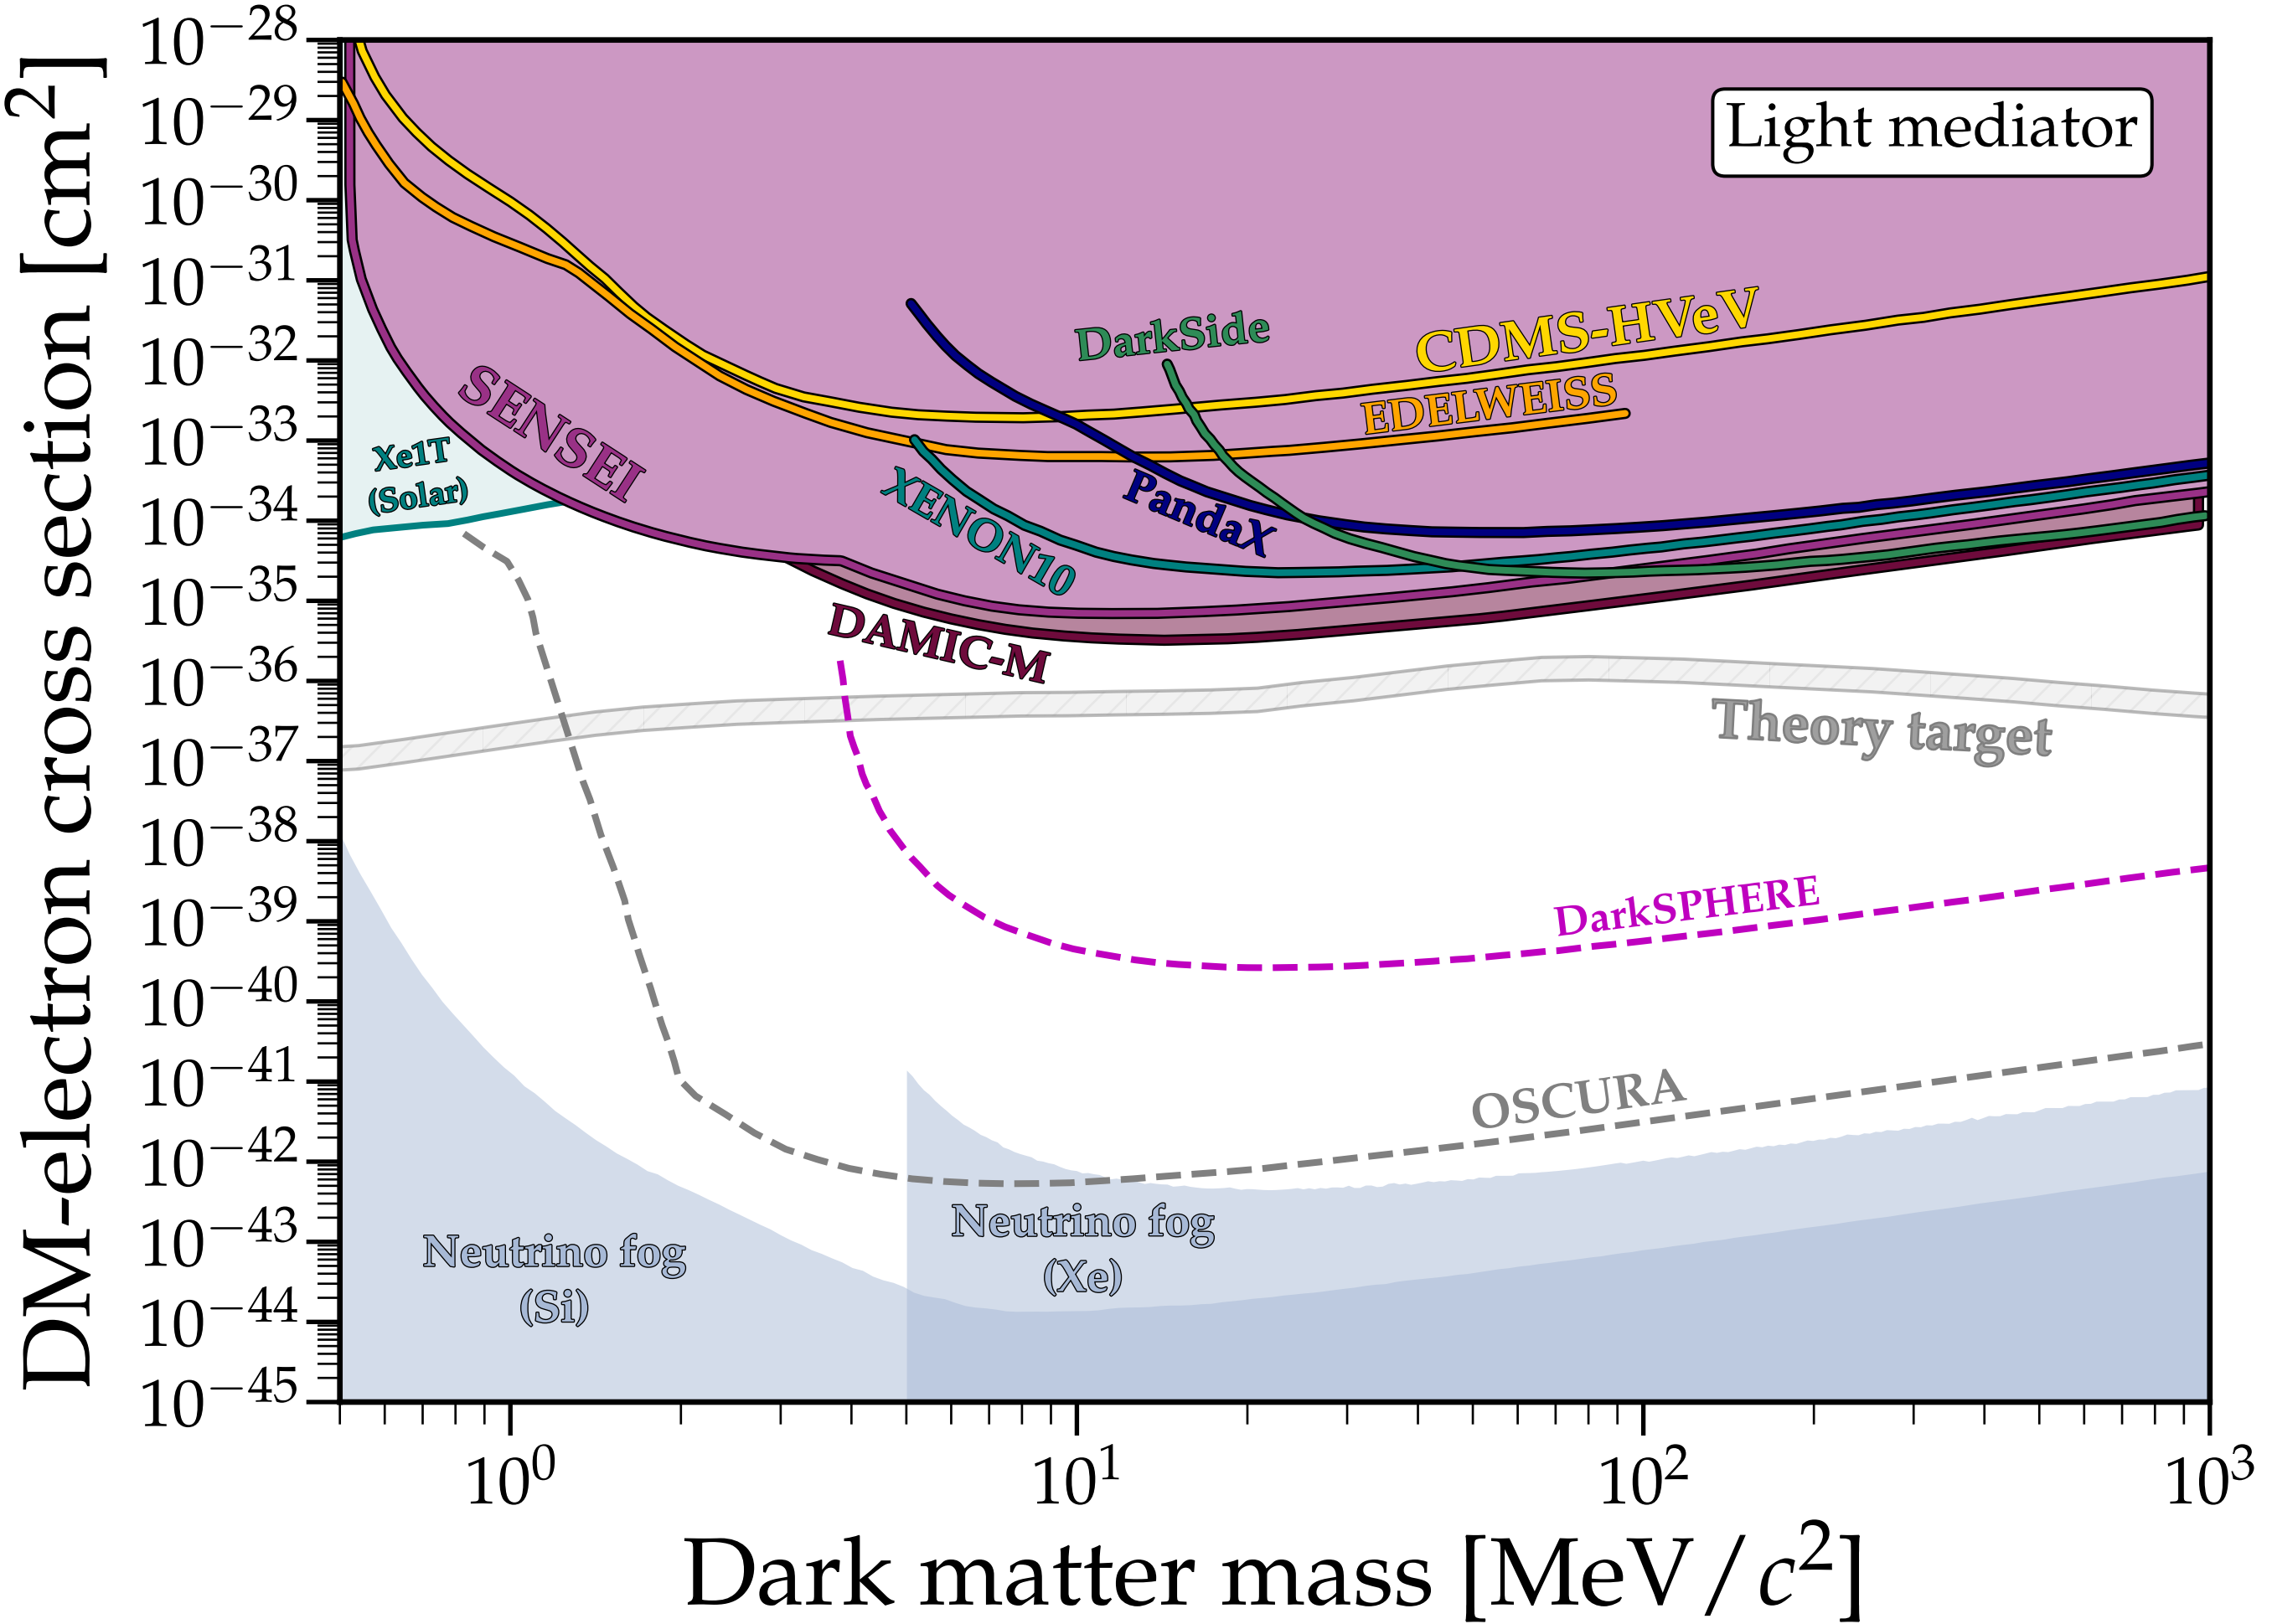 DM-electron cross section [cm²]
10⁻²⁸
10⁻²⁹
10⁻³⁰
10⁻³¹
10⁻³²
10⁻³³
10⁻³⁴
10⁻³⁵
10⁻³⁶
10⁻³⁷
10⁻³⁸
10⁻³⁹
10⁻⁴⁰
10⁻⁴¹
10⁻⁴²
10⁻⁴³
10⁻⁴⁴
10⁻⁴⁵
Light mediator
CDMS-HVeV
DarkSide
EDELWEISS
SENSEI
Xe1T
(Solar)
XENON10
PandaX
DAMIC-M
Theory target
DarkSPHERE
OSCURA
Neutrino fog
(Xe)
Neutrino fog
(Si)
10⁰
10¹
10²
10³
Dark matter mass [MeV/c²]